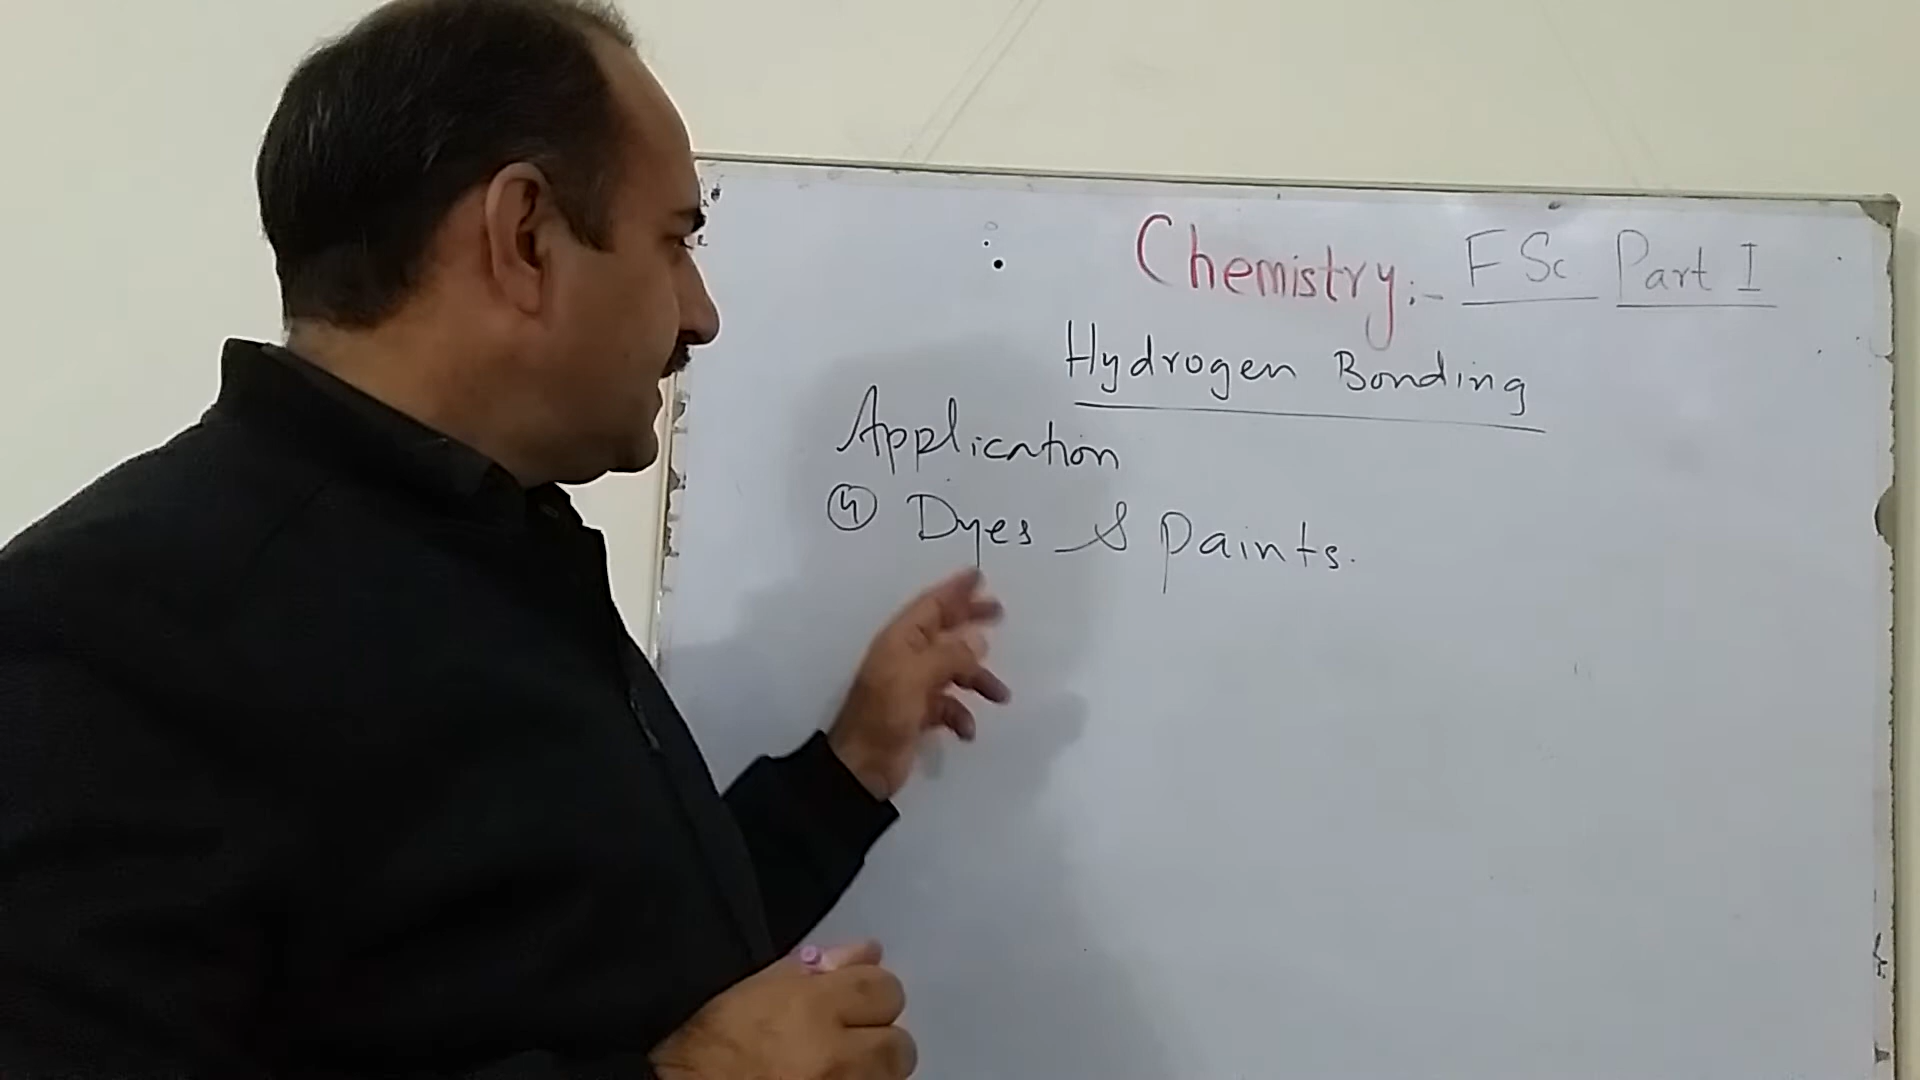 Chemistry:- FSc Part I
Hydrogen Bonding
Application
④ Dyes & Paints.